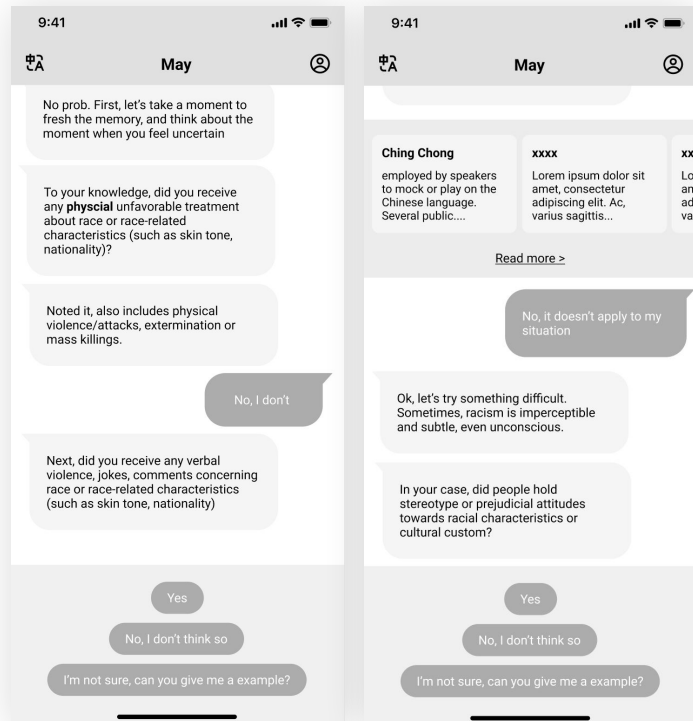 9:41
May
No prob. First, let's take a moment to
fresh the memory, and think about the
moment when you feel uncertain
To your knowledge, did you receive
any physcial unfavorable treatment
about race or race-related
characteristics (such as skin tone,
nationality)?
Noted it, also includes physical
violence/attacks, extermination or
mass killings.
No, I don't
Next, did you receive any verbal
violence, jokes, comments concerning
race or race-related characteristics
(such as skin tone, nationality)
Yes
No, I don't think so
I'm not sure, can you give me a example?
9:41
May
Ching Chong
employed by speakers
to mock or play on the
Chinese language.
Several public....
xxxx
Lorem ipsum dolor sit
amet, consectetur
adipiscing elit. Ac,
varius sagittis...
xx
Lo
am
ad
va
Read more >
No, it doesn't apply to my
situation
Ok, let's try something difficult.
Sometimes, racism is imperceptible
and subtle, even unconscious.
In your case, did people hold
stereotype or prejudicial attitudes
towards racial characteristics or
cultural custom?
Yes
No, I don't think so
I'm not sure, can you give me a example?